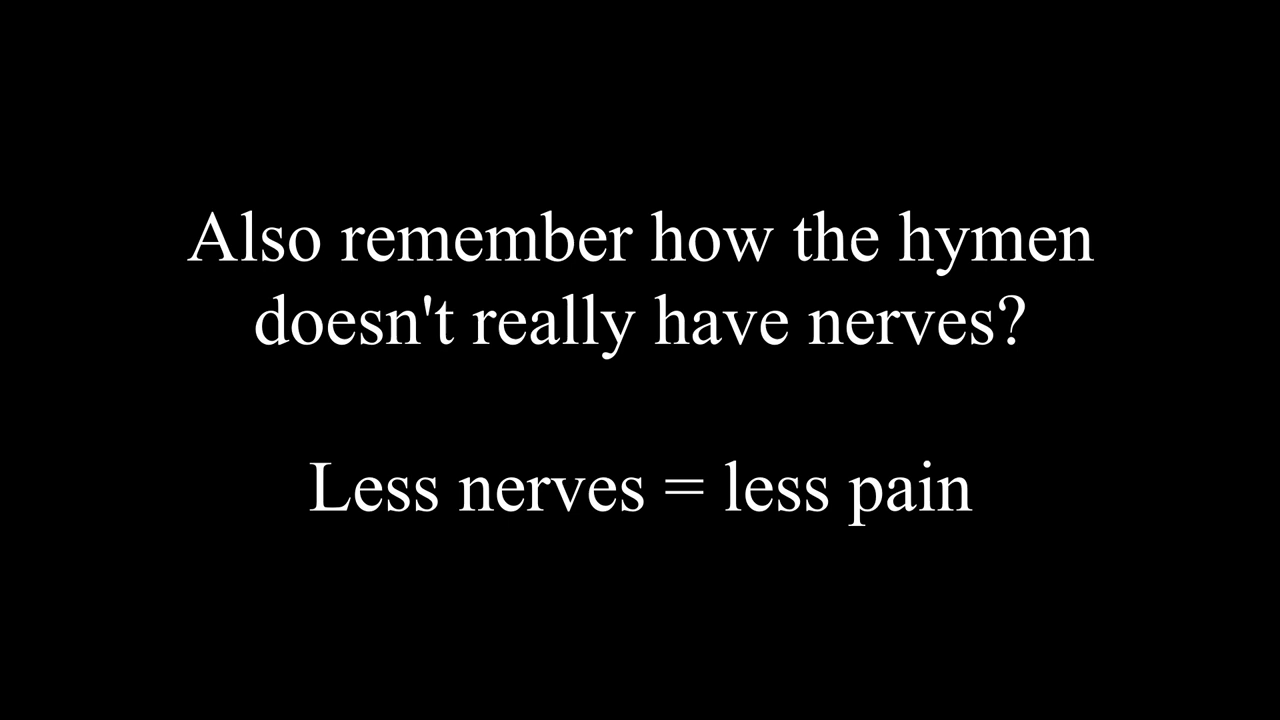 Also remember how the hymen
doesn't really have nerves?
Less nerves = less pain